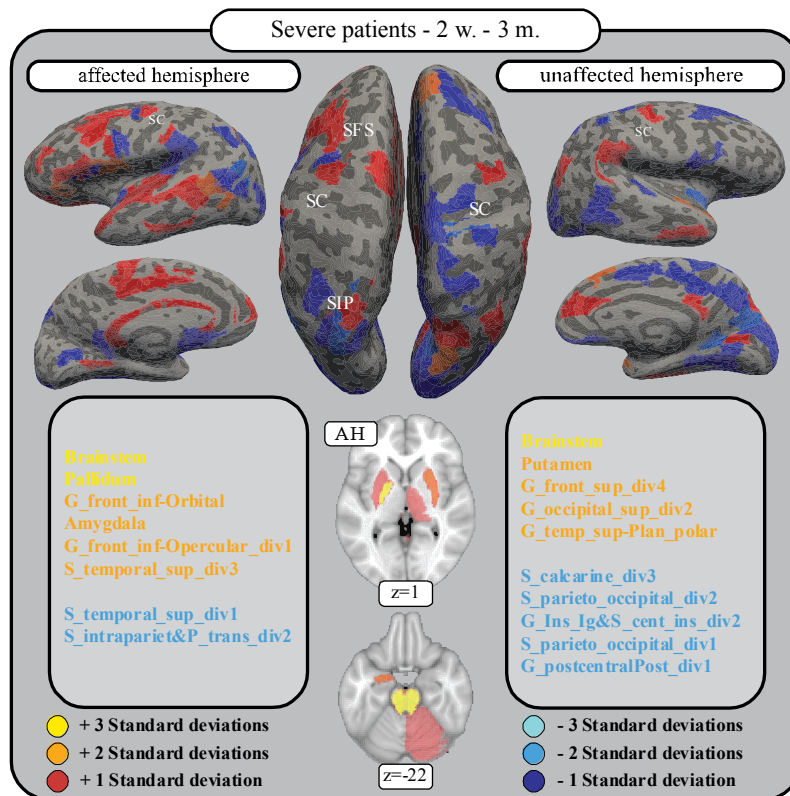 Severe patients - 2 w. - 3 m.
affected hemisphere
unaffected hemisphere
SC
SFS
SC
SC
SC
SIP
Brainstem
Pallidum
G_front_inf-Orbital
Amygdala
G_front_inf-Opercular_div1
S_temporal_sup_div3
S_temporal_sup_div1
S_intrapariet&P_trans_div2
AH
z=1
z=-22
Brainstem
Putamen
G_front_sup_div4
G_occipital_sup_div2
G_temp_sup-Plan_polar
S_calcarine_div3
S_parieto_occipital_div2
G_Ins_Ig&S_cent_ins_div2
S_parieto_occipital_div1
G_postcentralPost_div1
+ 3 Standard deviations
+ 2 Standard deviations
+ 1 Standard deviation
- 3 Standard deviations
- 2 Standard deviations
- 1 Standard deviation